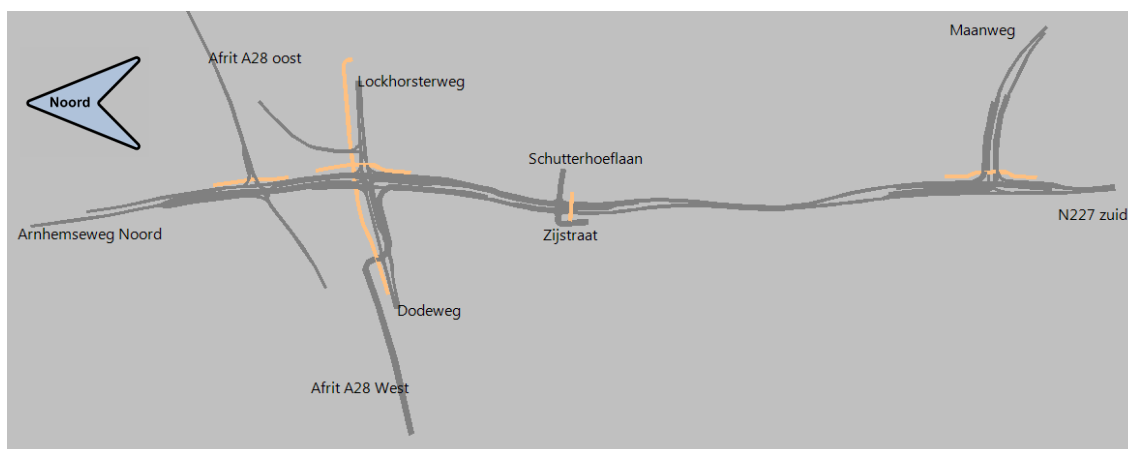 Maanweg
Afrit A28 oost
Lockhorsterweg
Noord
Schutterhoeflaan
N227 zuid
Arnhemseweg Noord
Zijstraat
Dodeweg
Afrit A28 West